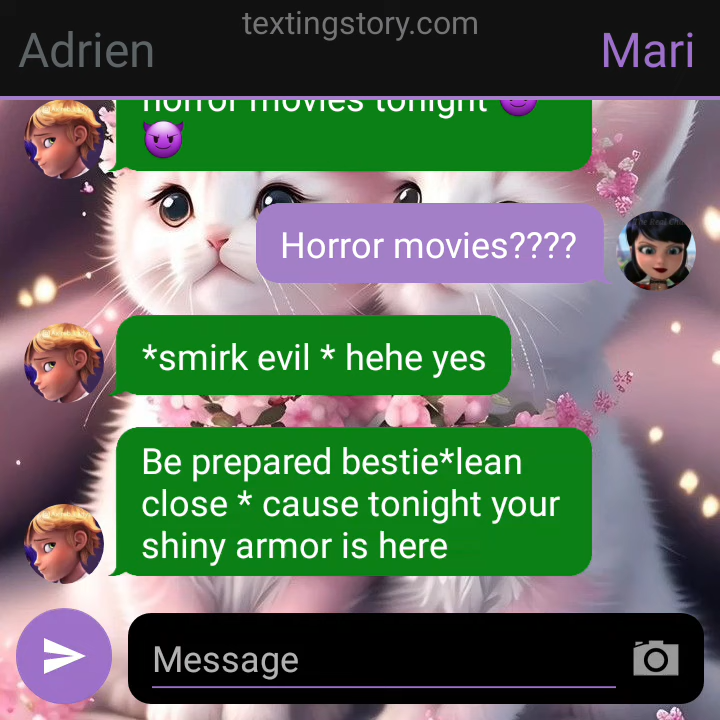 textingstory.com
Adrien
Mari
horror movies tonight 😈
😈
Horror movies????
*smirk evil * hehe yes
Be prepared bestie*lean
close * cause tonight your
shiny armor is here
Message